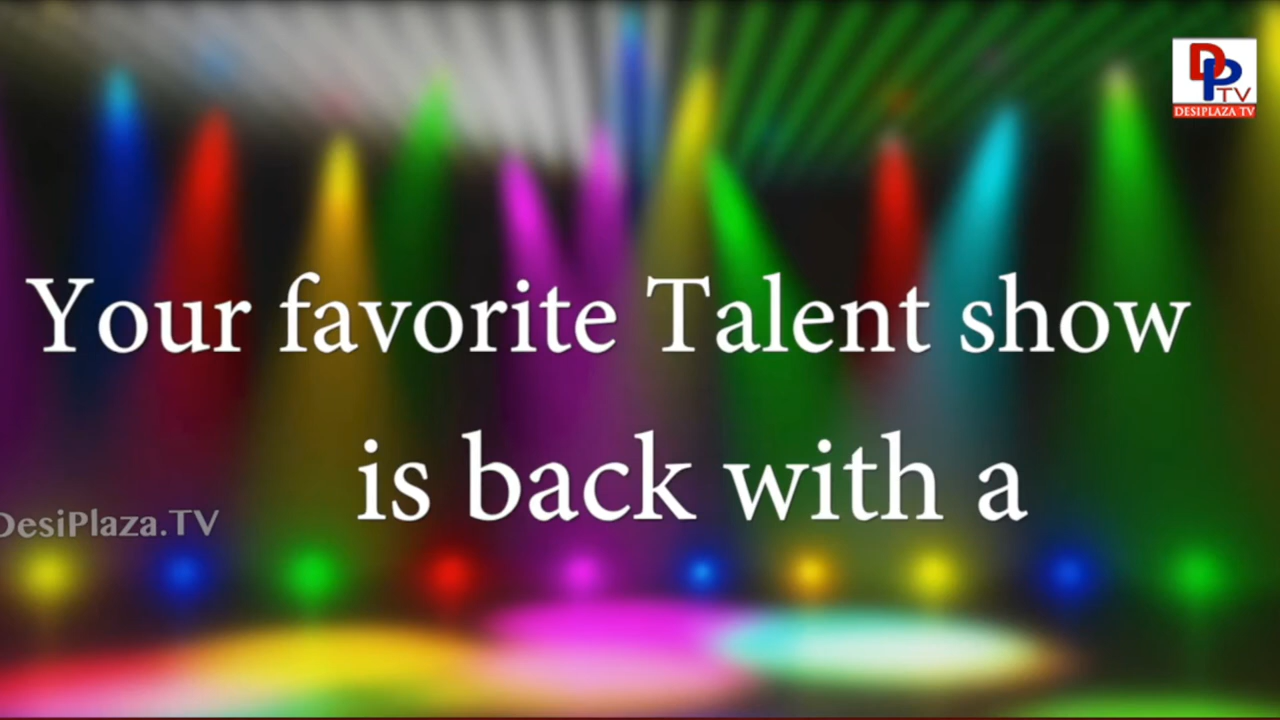 DP
TV
DESIPLAZA TV
Your favorite Talent show
is back with a
DesiPlaza.TV